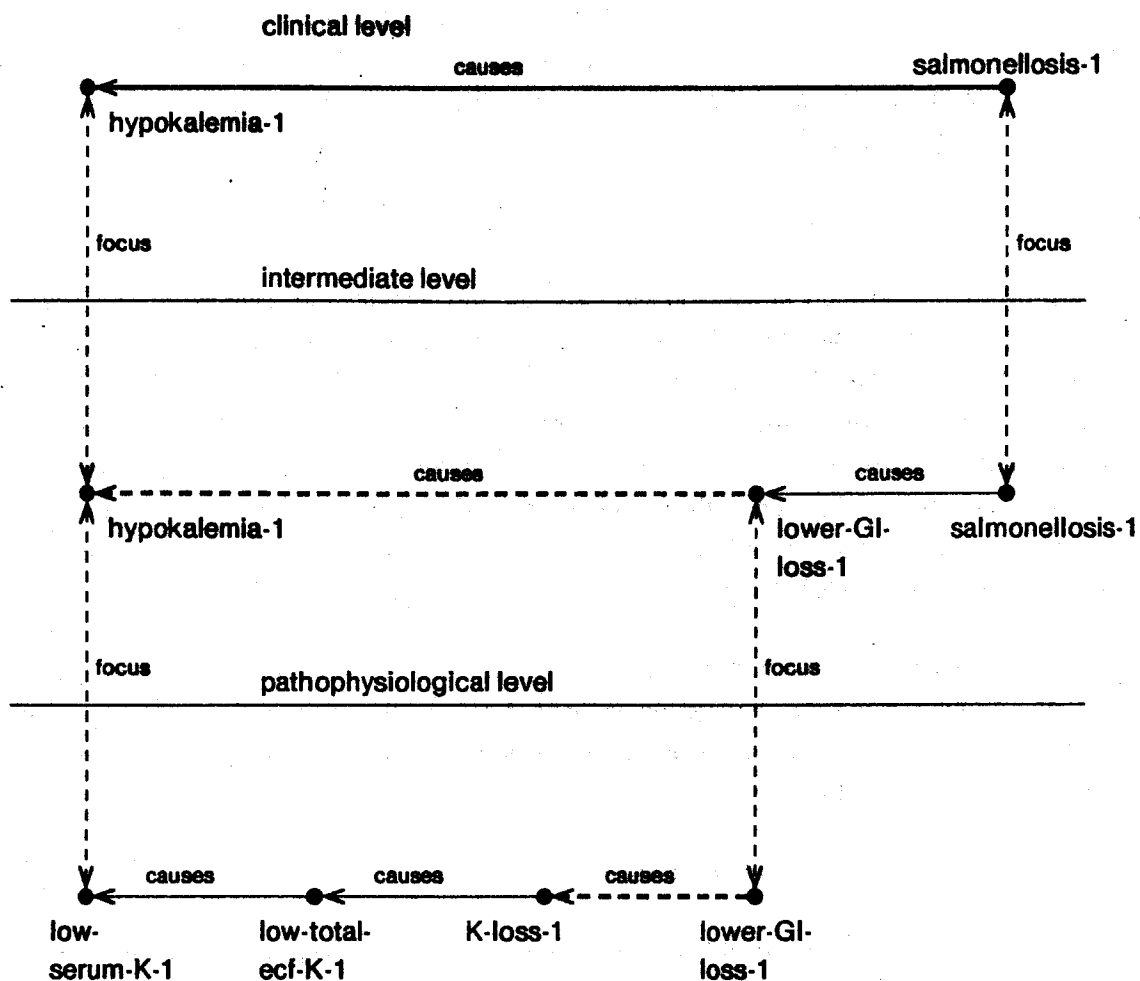 clinical level
causes
salmonellosis-1
hypokalemia-1
focus
focus
intermediate level
causes
causes
hypokalemia-1
lower-GI-
loss-1
salmonellosis-1
focus
focus
pathophysiological level
causes
causes
causes
low-
serum-K-1
low-total-
ecf-K-1
K-loss-1
lower-GI-
loss-1